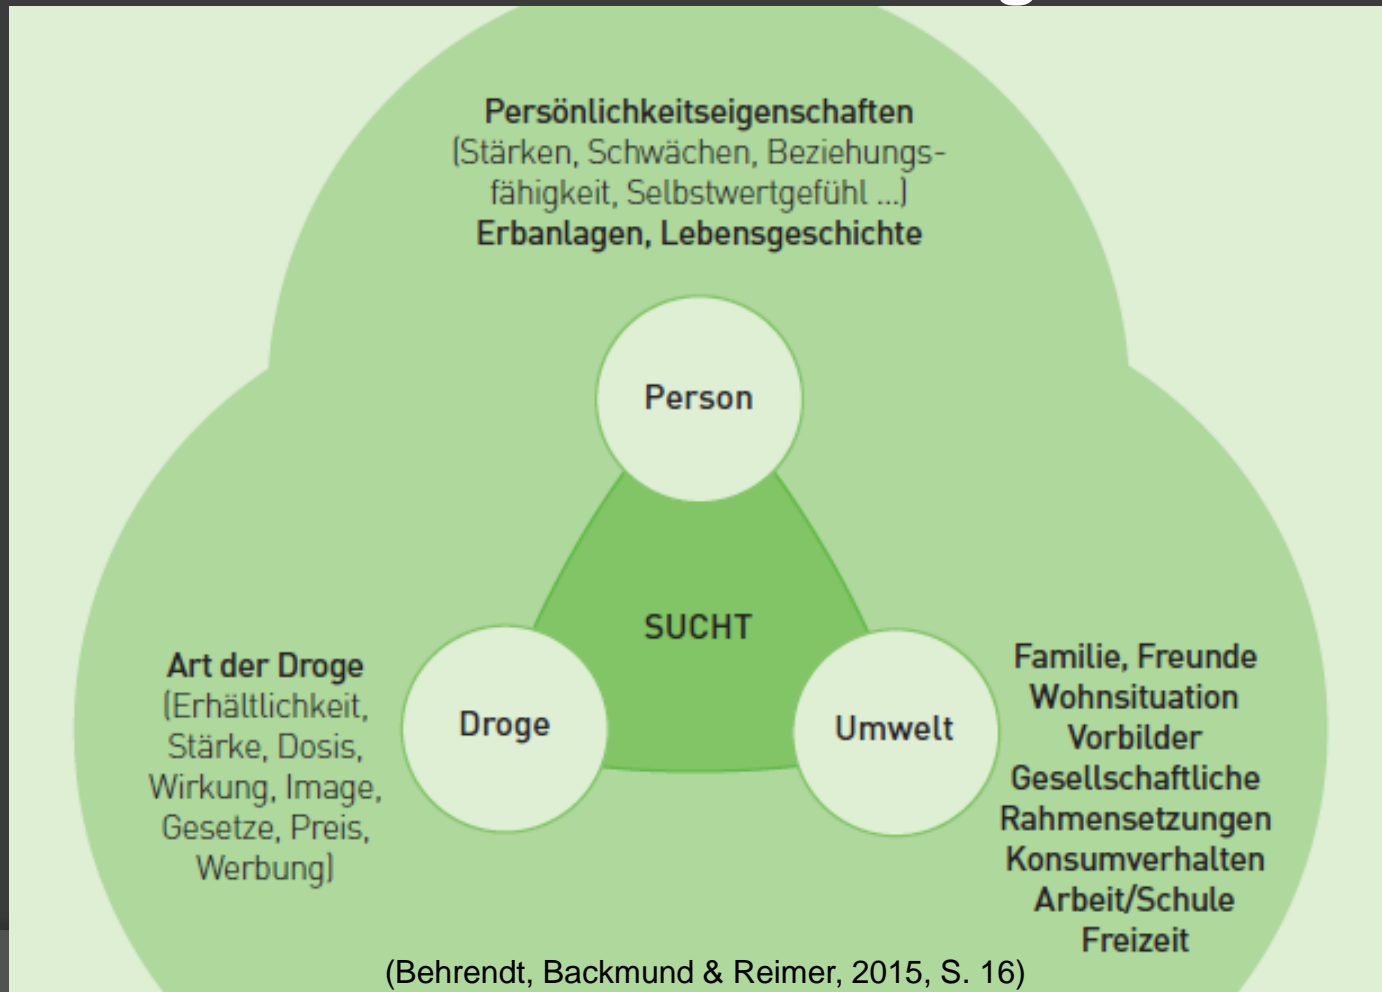 Persönlichkeitseigenschaften
(Stärken, Schwächen, Beziehungs-
fähigkeit, Selbstwertgefühl ...)
Erbanlagen, Lebensgeschichte
Person
SUCHT
Droge
Umwelt
Art der Droge
(Erhältlichkeit,
Stärke, Dosis,
Wirkung, Image,
Gesetze, Preis,
Werbung)
Familie, Freunde
Wohnsituation
Vorbilder
Gesellschaftliche
Rahmensetzungen
Konsumverhalten
Arbeit/Schule
Freizeit
(Behrendt, Backmund & Reimer, 2015, S. 16)